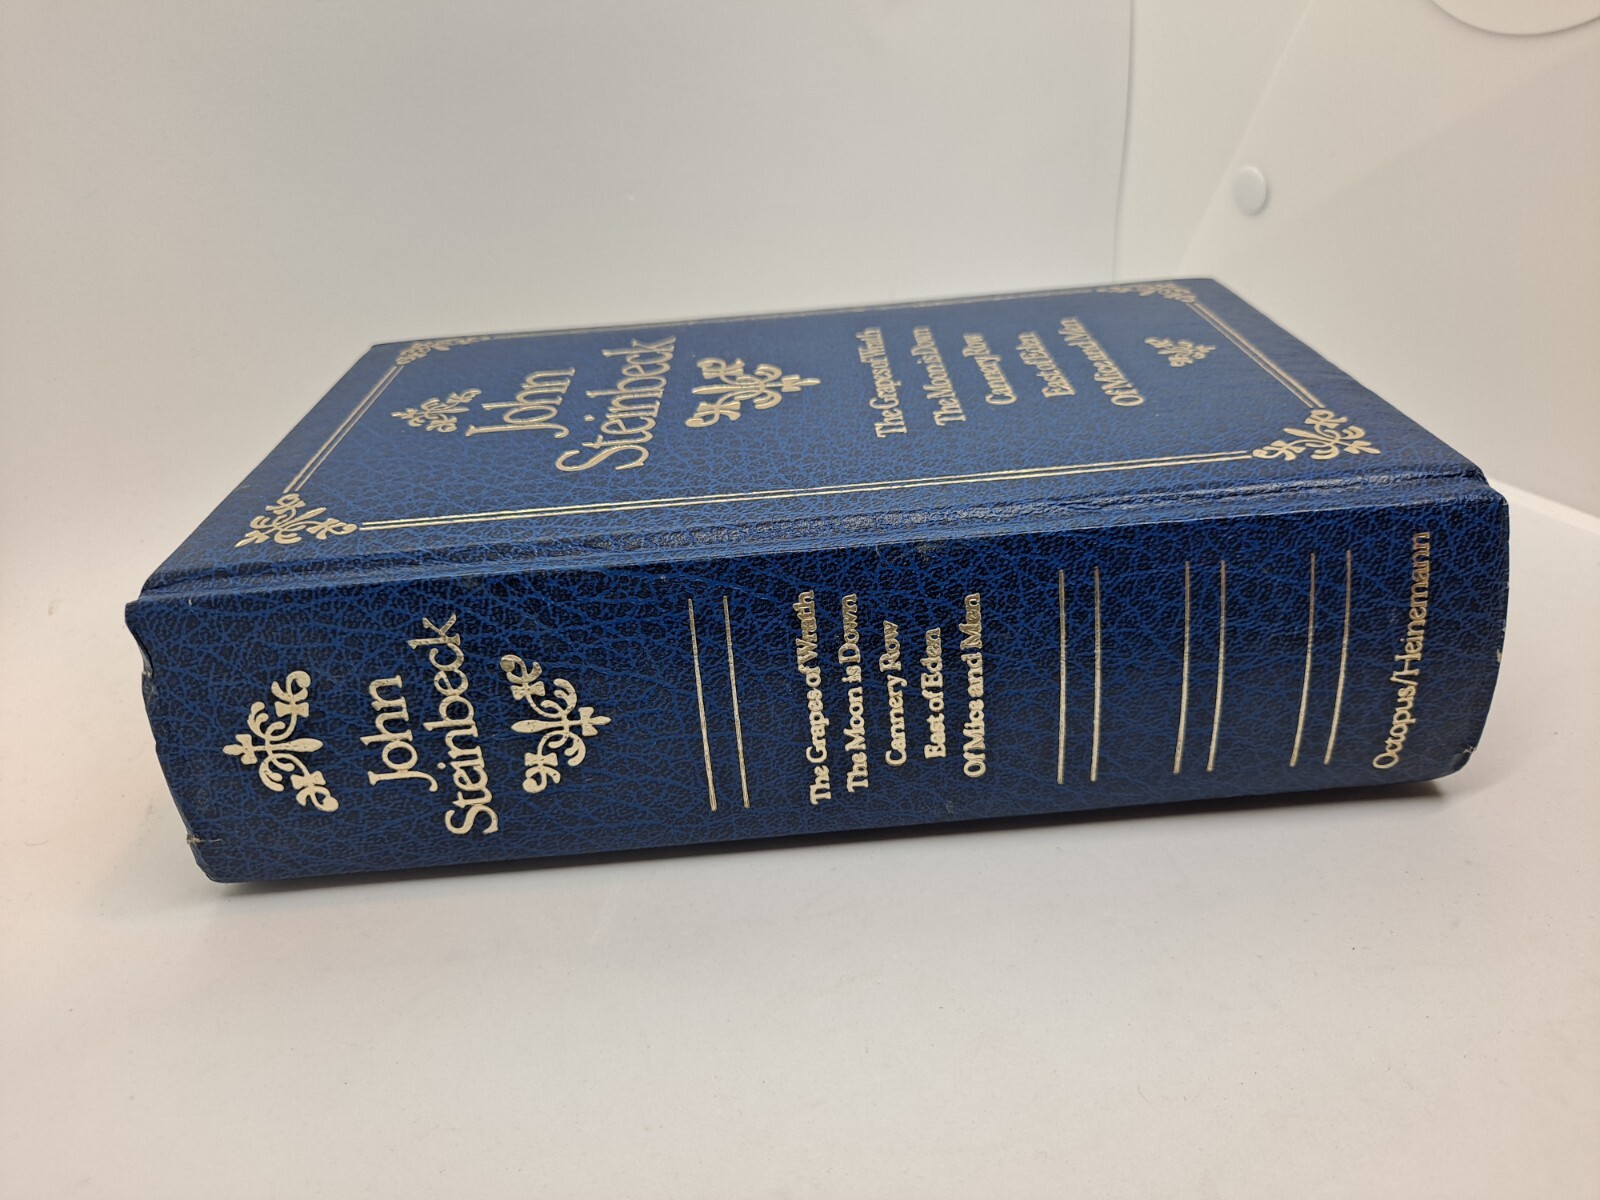 John
Steinbeck
The Grapes of Wrath
The Moon is Down
Cannery Row
East of Eden
Of Mice and Men
John
Steinbeck
The Grapes of Wrath
The Moon is Down
Cannery Row
East of Eden
Of Mice and Men
Octopus/Heinemann